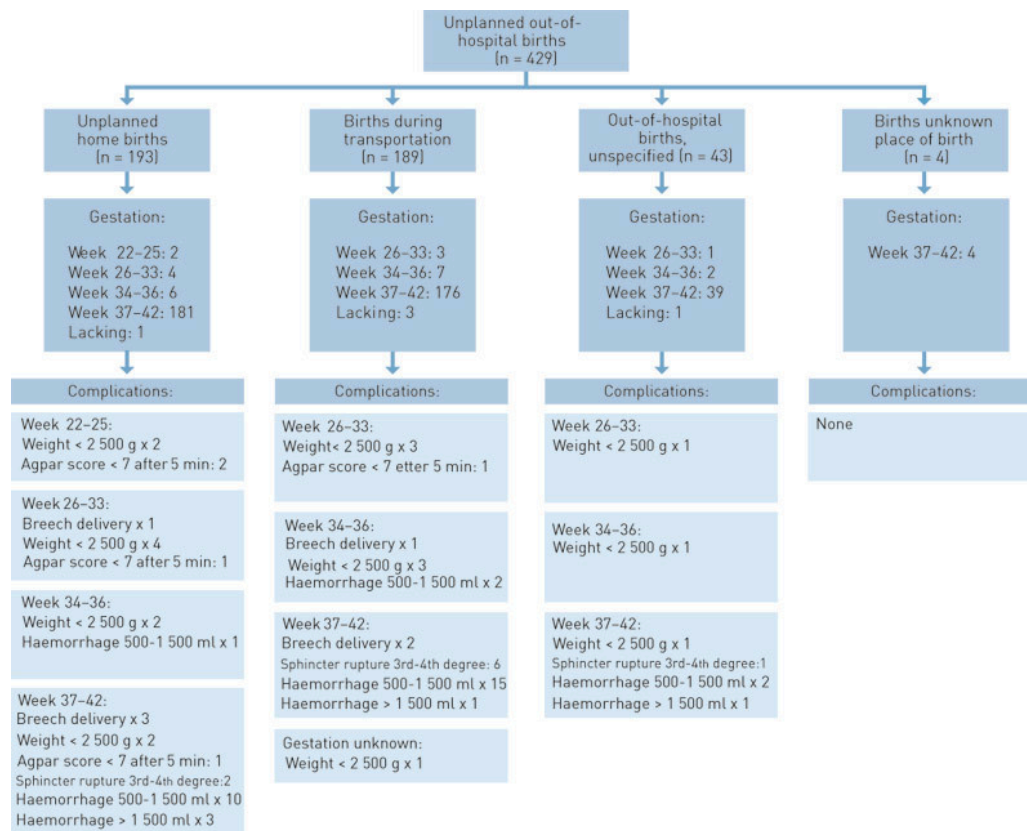 Unplanned out-of-
hospital births
(n = 429)
Unplanned
home births
(n = 193)
Births during
transportation
(n = 189)
Out-of-hospital
births,
unspecified (n = 43)
Births unknown
place of birth
(n = 4)
Gestation:
Week 22–25: 2
Week 26–33: 4
Week 34–36: 6
Week 37–42: 181
Lacking: 1
Gestation:
Week 26–33: 3
Week 34–36: 7
Week 37–42: 176
Lacking: 3
Gestation:
Week 26–33: 1
Week 34–36: 2
Week 37–42: 39
Lacking: 1
Gestation:
Week 37–42: 4
Complications:
Week 22–25:
Weight < 2 500 g x 2
Agpar score < 7 after 5 min: 2
Week 26–33:
Breech delivery x 1
Weight < 2 500 g x 4
Agpar score < 7 after 5 min: 1
Week 34–36:
Weight < 2 500 g x 2
Haemorrhage 500-1 500 ml x 1
Week 37–42:
Breech delivery x 3
Weight < 2 500 g x 2
Agpar score < 7 after 5 min: 1
Sphincter rupture 3rd-4th degree:2
Haemorrhage 500-1 500 ml x 10
Haemorrhage > 1 500 ml x 3
Complications:
Week 26–33:
Weight< 2 500 g x 3
Agpar score < 7 etter 5 min: 1
Week 34–36:
Breech delivery x 1
Weight < 2 500 g x 3
Haemorrhage 500-1 500 ml x 2
Week 37–42:
Breech delivery x 2
Sphincter rupture 3rd-4th degree: 6
Haemorrhage 500-1 500 ml x 15
Haemorrhage > 1 500 ml x 1
Gestation unknown:
Weight < 2 500 g x 1
Complications:
Week 26–33:
Weight < 2 500 g x 1
Week 34–36:
Weight < 2 500 g x 1
Week 37–42:
Weight < 2 500 g x 1
Sphincter rupture 3rd-4th degree:1
Haemorrhage 500-1 500 ml x 2
Haemorrhage > 1 500 ml x 1
Complications:
None